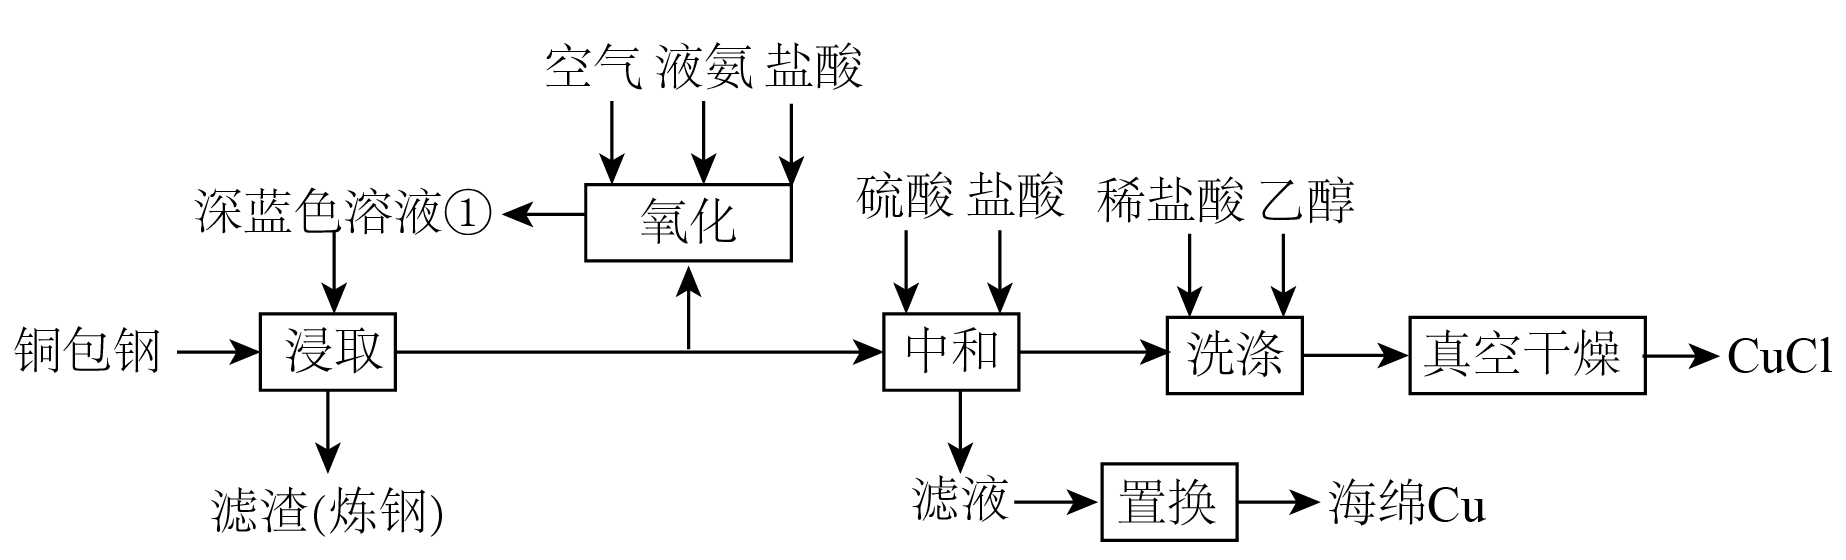 空气 液氨 盐酸
深蓝色溶液①
氧化
硫酸 盐酸
稀盐酸 乙醇
铜包钢
浸取
中和
洗涤
真空干燥
CuCl
滤渣(炼钢)
滤液
置换
海绵Cu